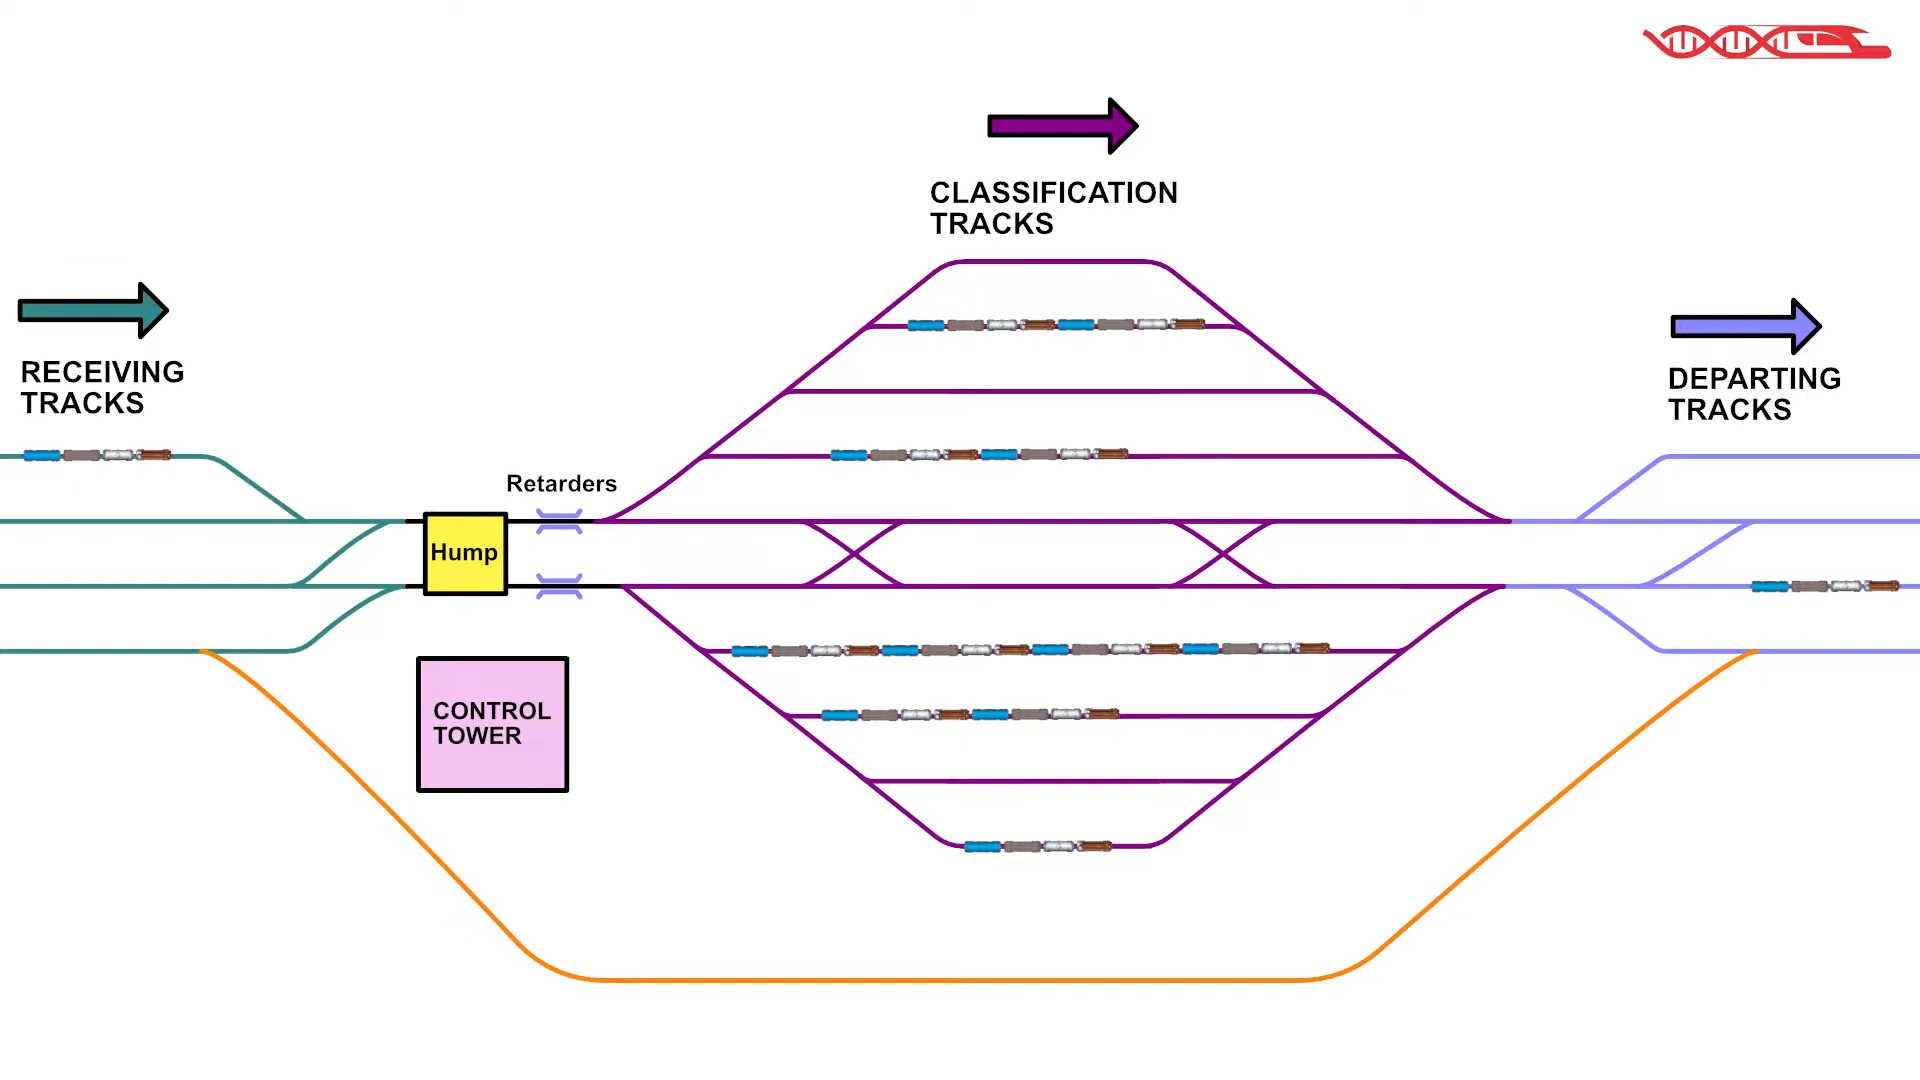 CLASSIFICATION
TRACKS
RECEIVING
TRACKS
DEPARTING
TRACKS
Retarders
Hump
CONTROL
TOWER